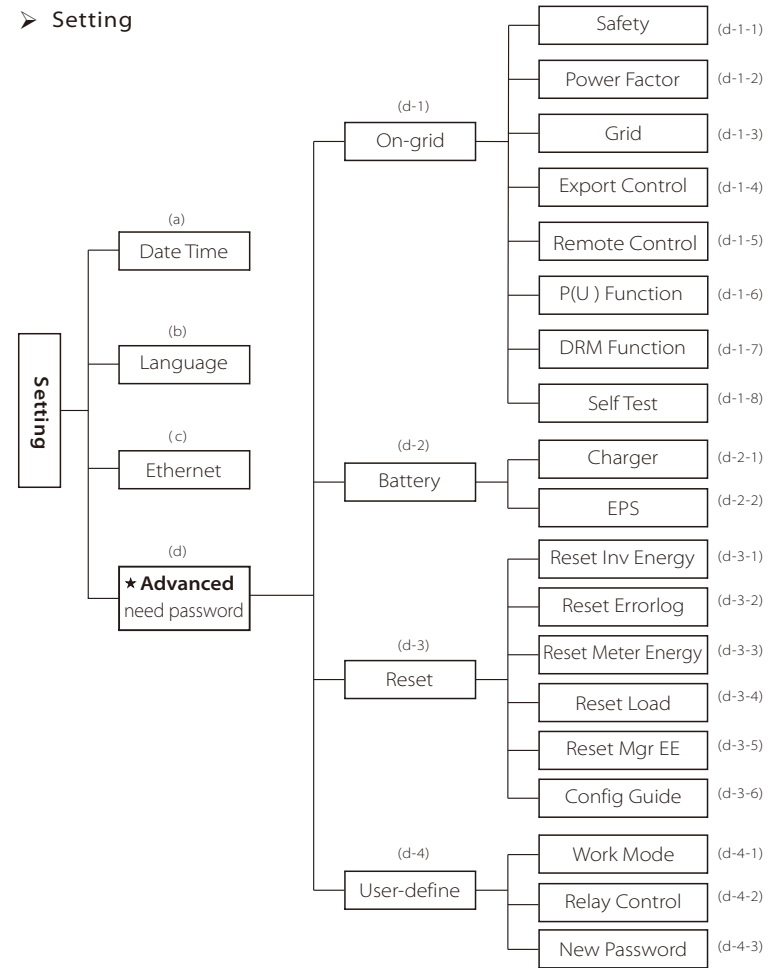 ➢ Setting
Setting
(a)
Date Time
(b)
Language
(c)
Ethernet
(d)
★ Advanced
need password
(d-1)
On-grid
Safety (d-1-1)
Power Factor (d-1-2)
Grid (d-1-3)
Export Control (d-1-4)
Remote Control (d-1-5)
P(U ) Function (d-1-6)
DRM Function (d-1-7)
Self Test (d-1-8)
(d-2)
Battery
Charger (d-2-1)
EPS (d-2-2)
(d-3)
Reset
Reset Inv Energy (d-3-1)
Reset Errorlog (d-3-2)
Reset Meter Energy (d-3-3)
Reset Load (d-3-4)
Reset Mgr EE (d-3-5)
Config Guide (d-3-6)
(d-4)
User-define
Work Mode (d-4-1)
Relay Control (d-4-2)
New Password (d-4-3)